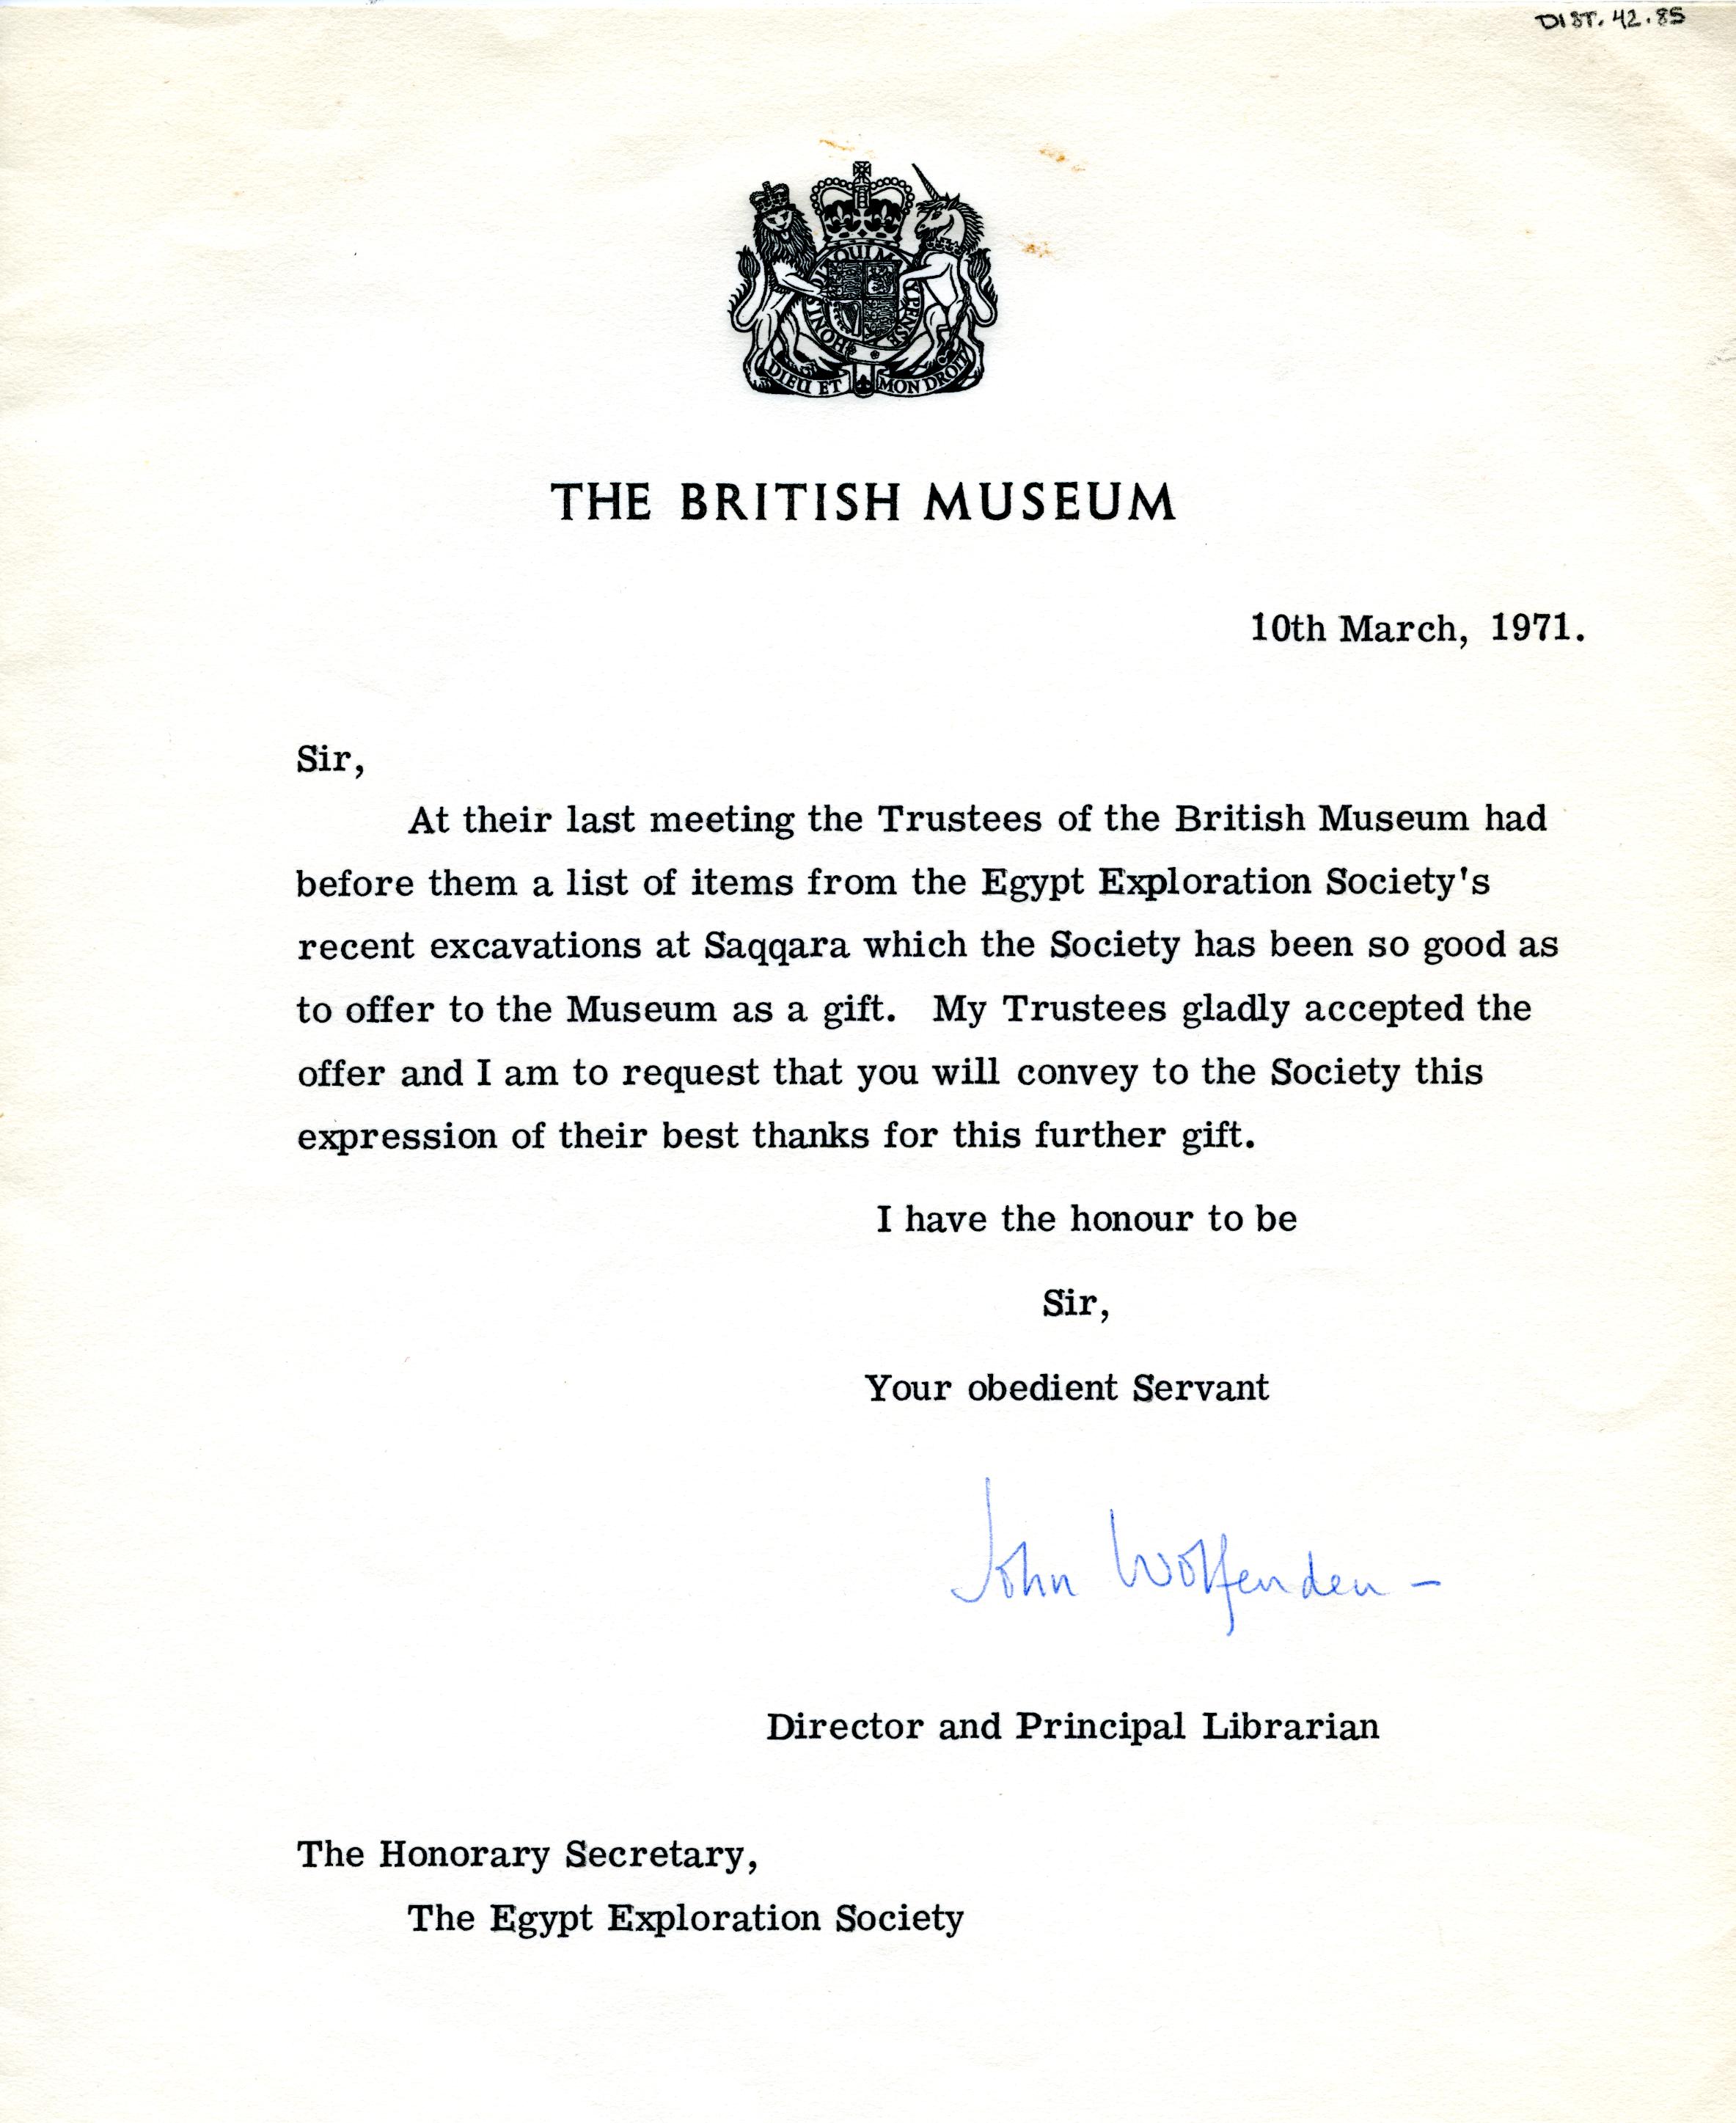 DIST. 42.85
HONI S QUI M Y PENSE
DIEU ET MON DROIT
THE BRITISH MUSEUM
10th March, 1971.
Sir,
At their last meeting the Trustees of the British Museum had
before them a list of items from the Egypt Exploration Society's
recent excavations at Saqqara which the Society has been so good as
to offer to the Museum as a gift. My Trustees gladly accepted the
offer and I am to request that you will convey to the Society this
expression of their best thanks for this further gift.
I have the honour to be
Sir,
Your obedient Servant
John Wolfenden —
Director and Principal Librarian
The Honorary Secretary,
The Egypt Exploration Society